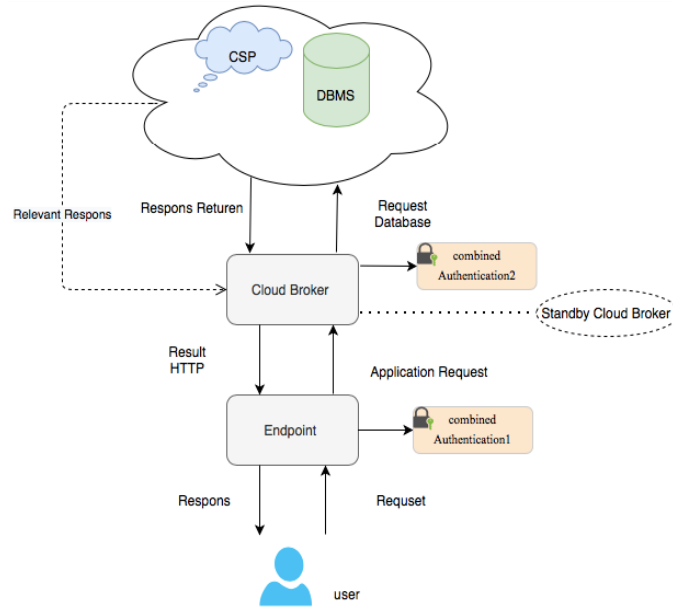 CSP
DBMS
Relevant Respons
Respons Returen
Request
Database
combined
Authentication2
Cloud Broker
Standby Cloud Broker
Result
HTTP
Application Request
combined
Authentication1
Endpoint
Respons
Requset
user